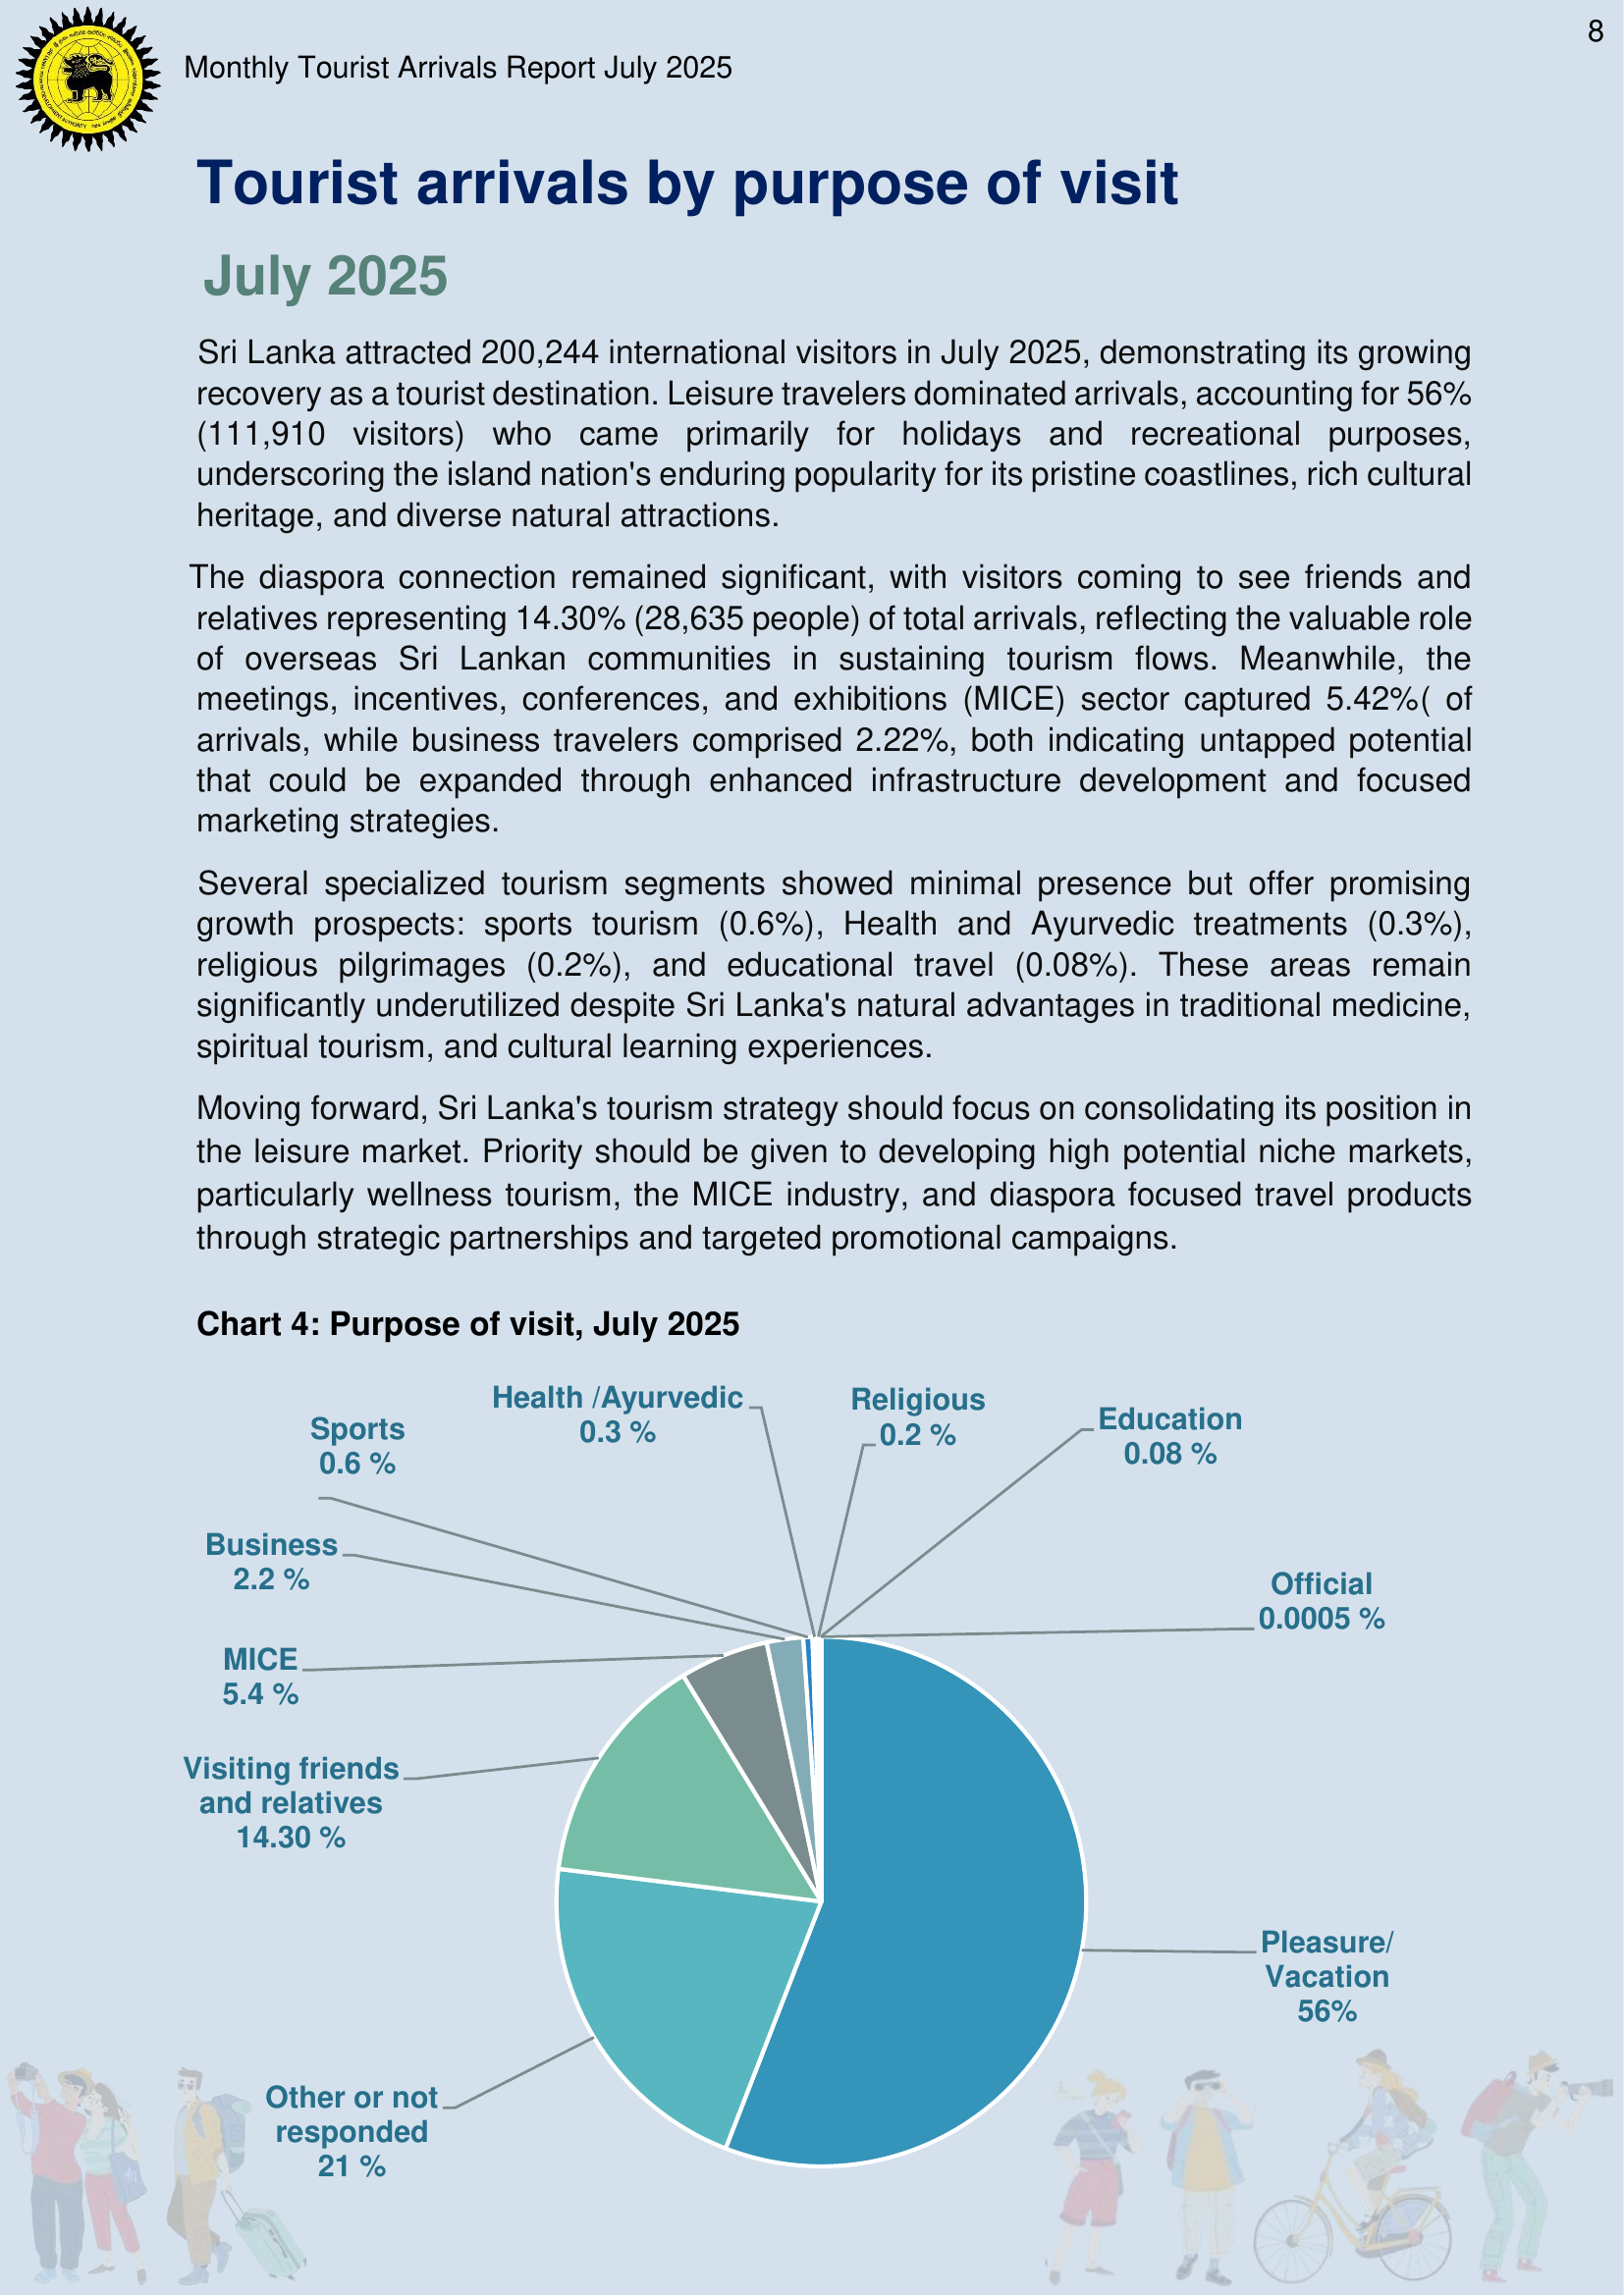 8
Monthly Tourist Arrivals Report July 2025
Tourist arrivals by purpose of visit
July 2025
Sri Lanka attracted 200,244 international visitors in July 2025, demonstrating its growing
recovery as a tourist destination. Leisure travelers dominated arrivals, accounting for 56%
(111,910 visitors) who came primarily for holidays and recreational purposes,
underscoring the island nation's enduring popularity for its pristine coastlines, rich cultural
heritage, and diverse natural attractions.
The diaspora connection remained significant, with visitors coming to see friends and
relatives representing 14.30% (28,635 people) of total arrivals, reflecting the valuable role
of overseas Sri Lankan communities in sustaining tourism flows. Meanwhile, the
meetings, incentives, conferences, and exhibitions (MICE) sector captured 5.42%( of
arrivals, while business travelers comprised 2.22%, both indicating untapped potential
that could be expanded through enhanced infrastructure development and focused
marketing strategies.
Several specialized tourism segments showed minimal presence but offer promising
growth prospects: sports tourism (0.6%), Health and Ayurvedic treatments (0.3%),
religious pilgrimages (0.2%), and educational travel (0.08%). These areas remain
significantly underutilized despite Sri Lanka's natural advantages in traditional medicine,
spiritual tourism, and cultural learning experiences.
Moving forward, Sri Lanka's tourism strategy should focus on consolidating its position in
the leisure market. Priority should be given to developing high potential niche markets,
particularly wellness tourism, the MICE industry, and diaspora focused travel products
through strategic partnerships and targeted promotional campaigns.
Chart 4: Purpose of visit, July 2025
Health /Ayurvedic
0.3 %
Religious
0.2 %
Education
0.08 %
Sports
0.6 %
Business
2.2 %
Official
0.0005 %
MICE
5.4 %
Visiting friends
and relatives
14.30 %
Pleasure/
Vacation
56%
Other or not
responded
21 %